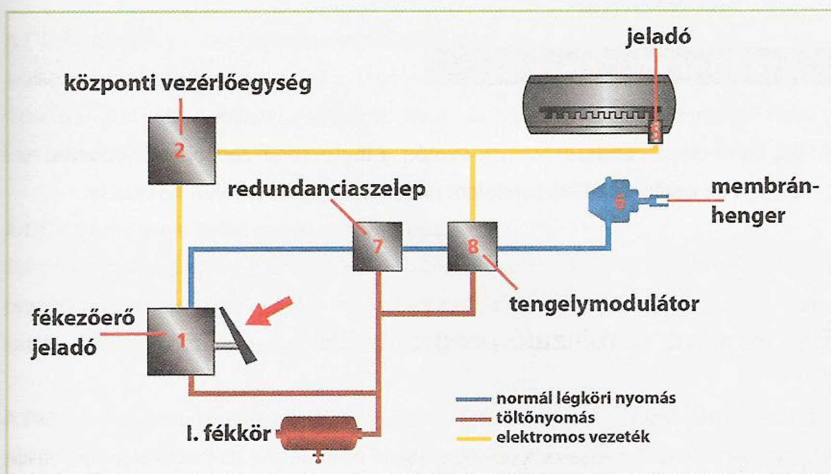 jeladó
központi vezérlőegység
5
2
redundanciaszelep
6
membrán-
henger
7
8
tengelymodulátor
fékezőerő
jeladó
1
I. fékkör
normál légköri nyomás
töltőnyomás
elektromos vezeték